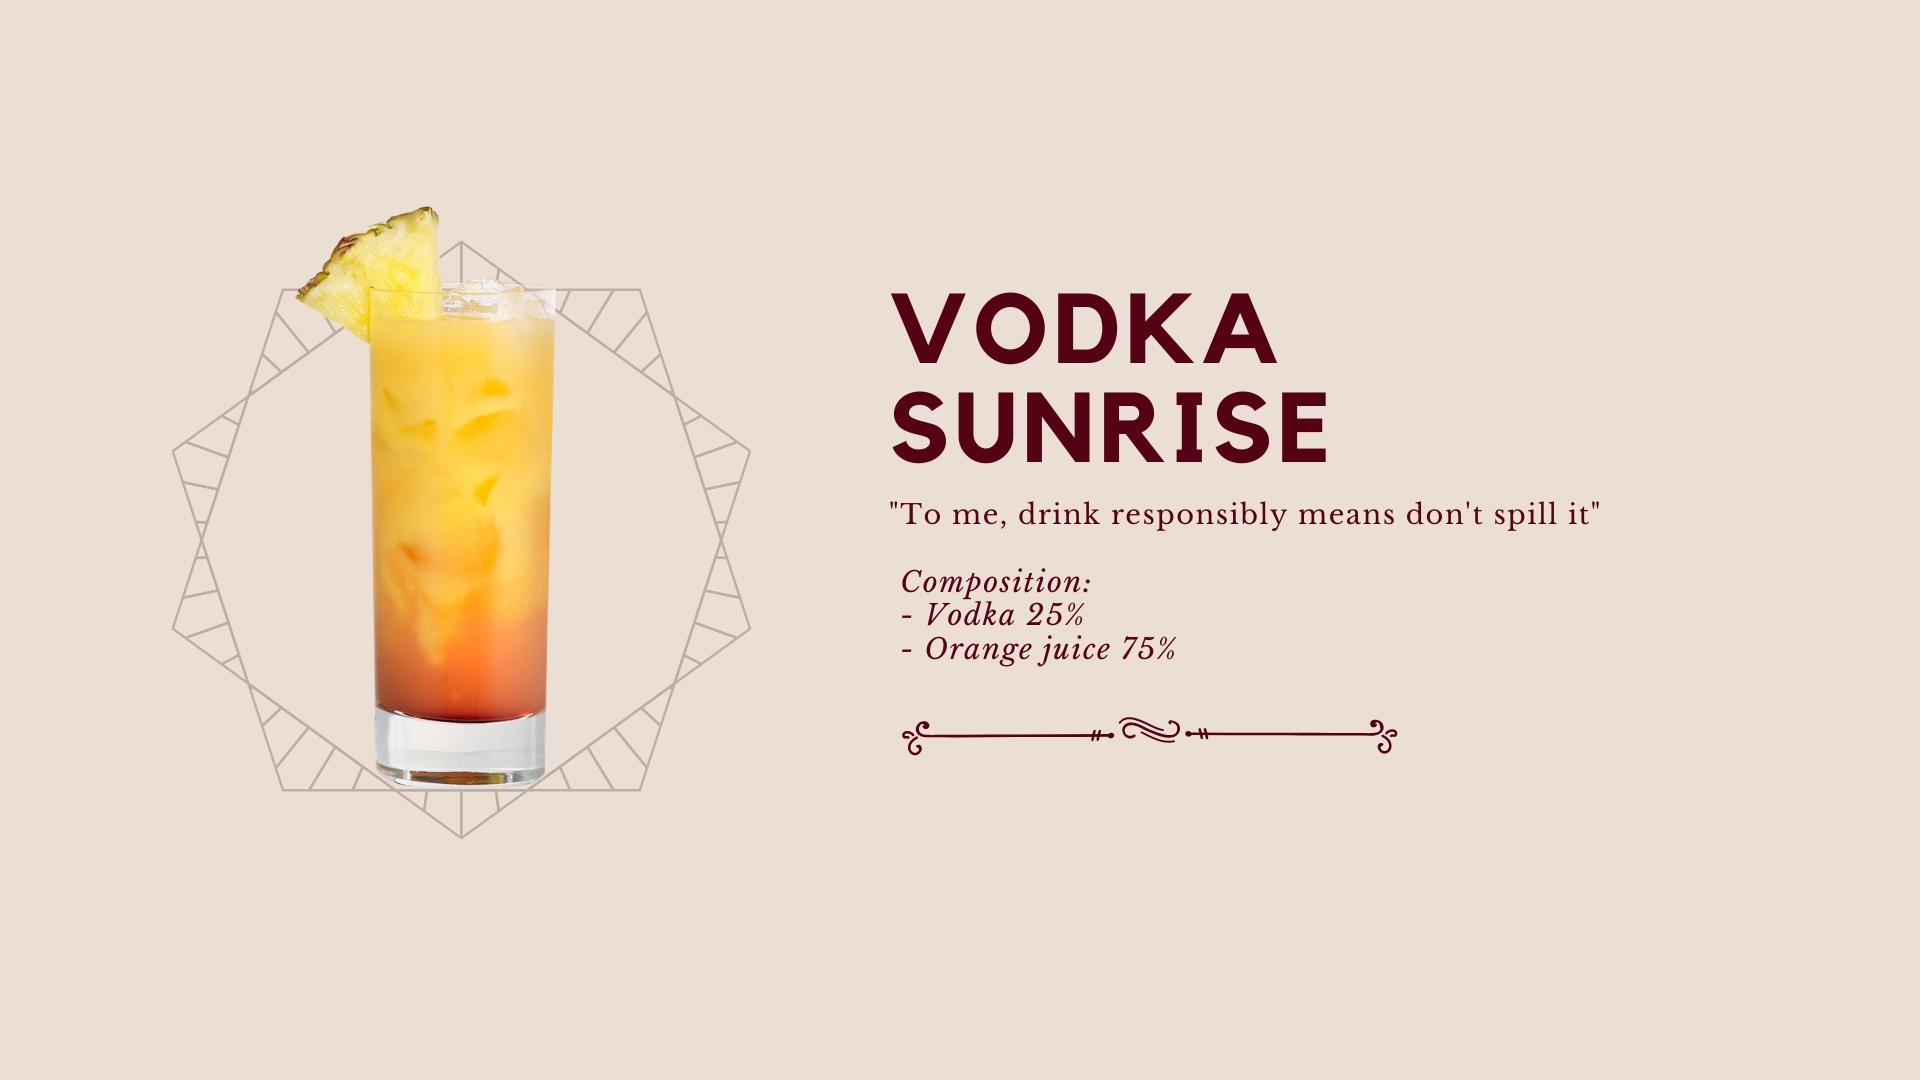 VODKA
SUNRISE
"To me, drink responsibly means don't spill it"
Composition:
- Vodka 25%
- Orange juice 75%